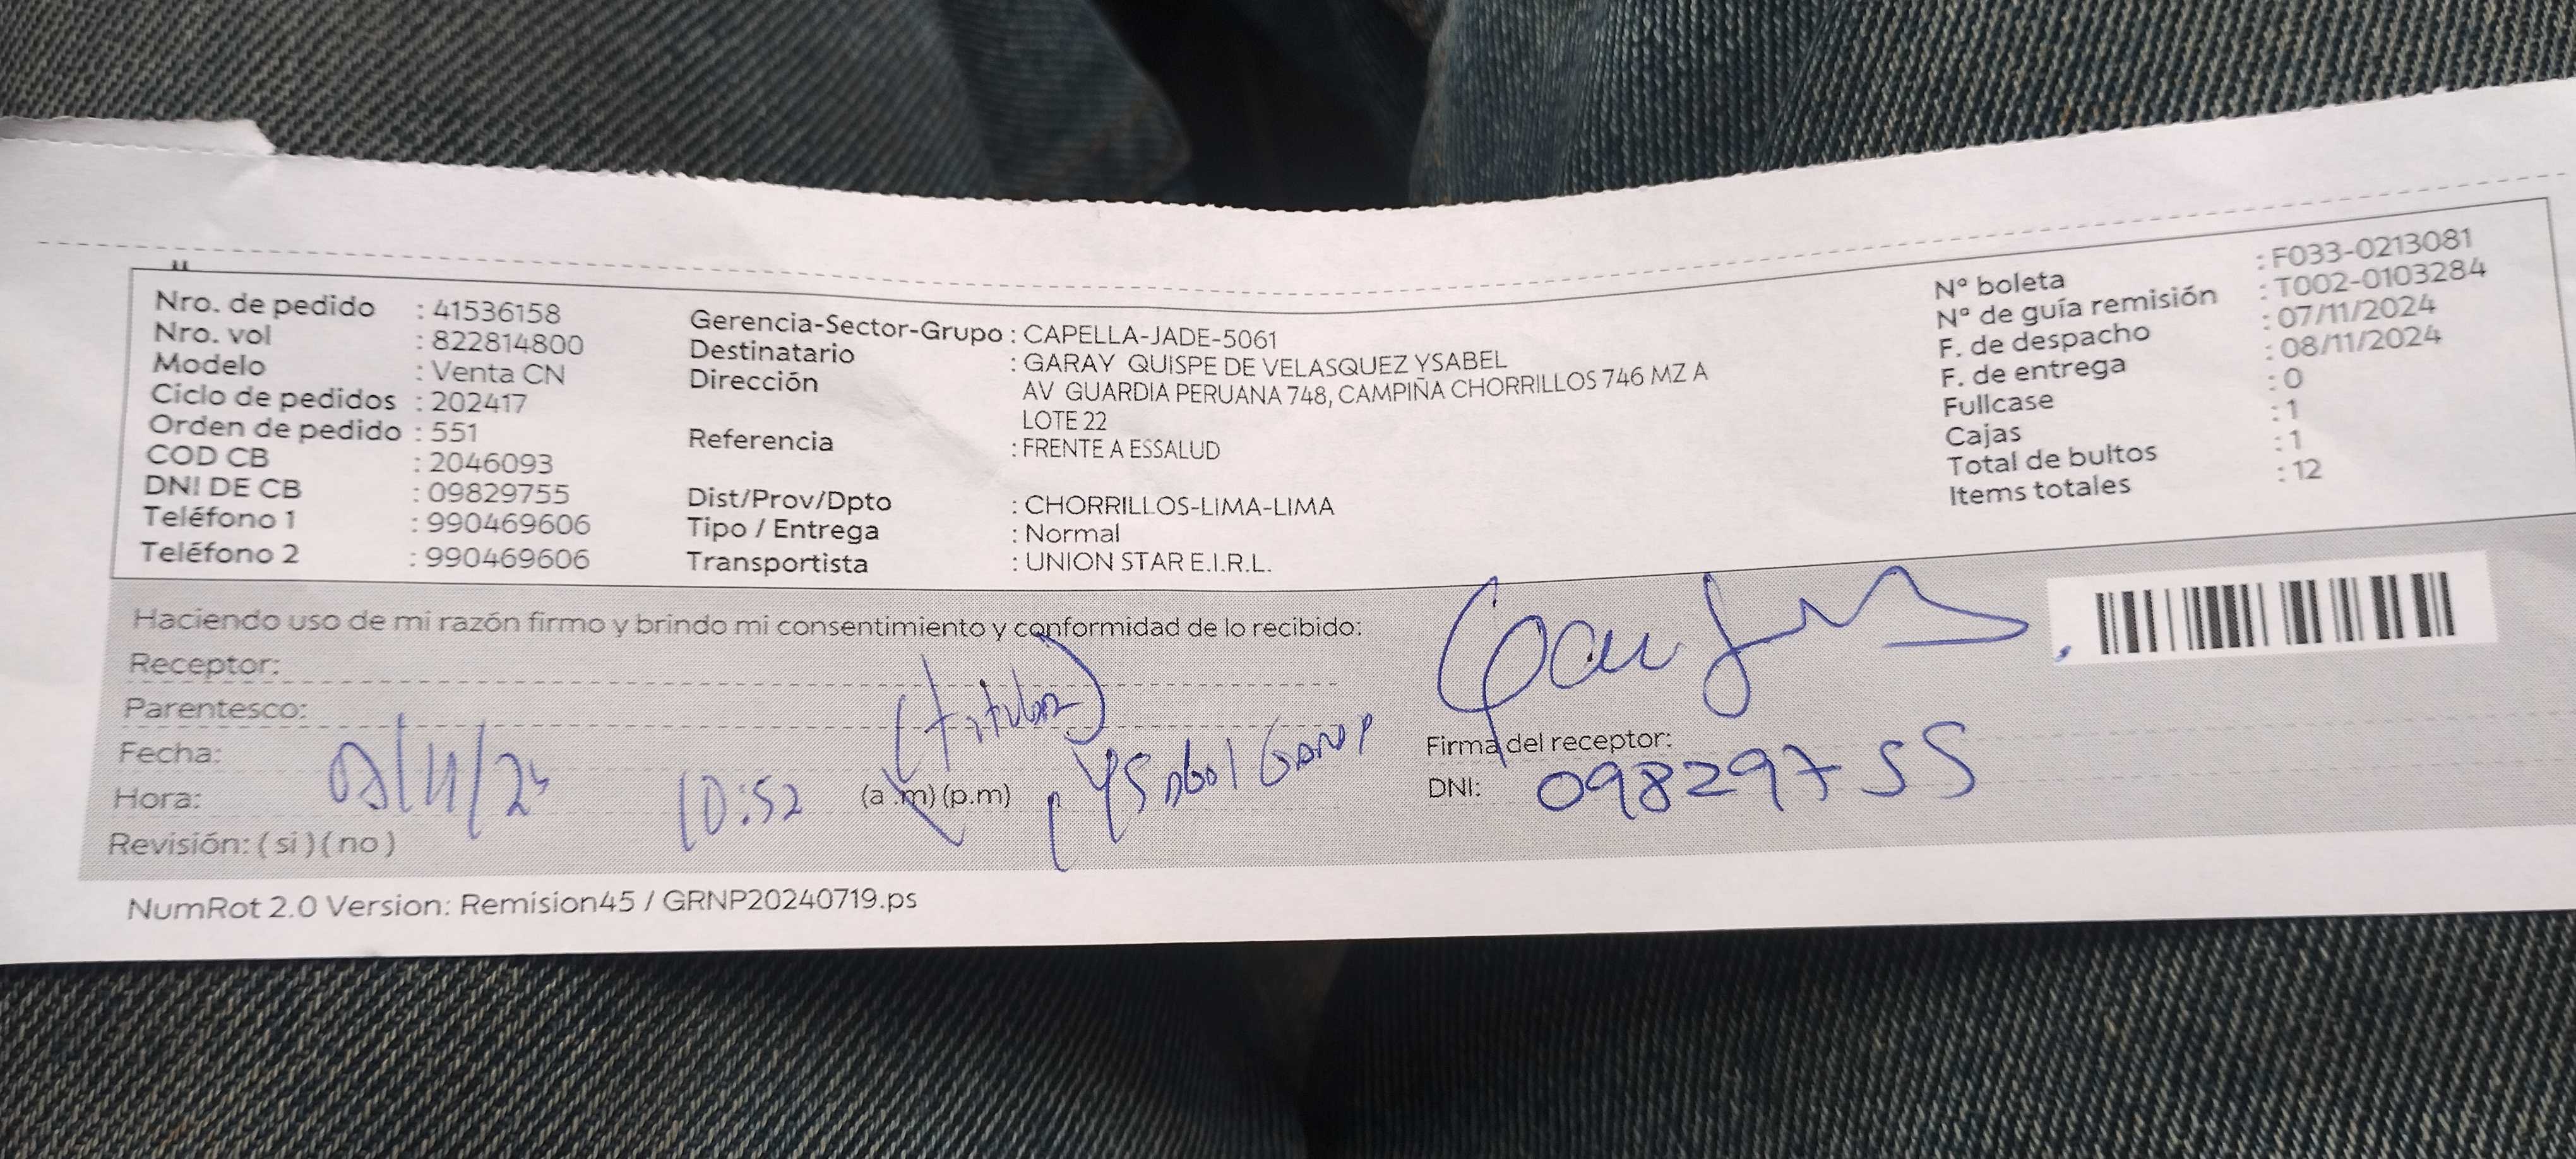 Nro. de pedido : 41536158
Nro. vol : 822814800
Modelo : Venta CN
Ciclo de pedidos : 202417
Orden de pedido : 551
COD CB : 2046093
DNI DE CB : 09829755
Teléfono 1 : 990469606
Teléfono 2 : 990469606
Gerencia-Sector-Grupo : CAPELLA-JADE-5061
Destinatario : GARAY QUISPE DE VELASQUEZ YSABEL
Dirección AV GUARDIA PERUANA 748, CAMPIÑA CHORRILLOS 746 MZ A
LOTE 22
Referencia : FRENTE A ESSALUD
Dist/Prov/Dpto : CHORRILLOS-LIMA-LIMA
Tipo / Entrega : Normal
Transportista : UNION STAR E.I.R.L.
Nº boleta : F033-0213081
Nº de guía remisión : T002-0103284
F. de despacho : 07/11/2024
F. de entrega : 08/11/2024
Fullcase : 0
Cajas : 1
Total de bultos : 1
Items totales : 12
Haciendo uso de mi razón firmo y brindo mi consentimiento y conformidad de lo recibido:
Receptor:
Parentesco: (titular)
Fecha:
Hora: 10:52 (a .m) (p.m)
Revisión: ( si ) ( no )
Firma del receptor:
DNI: 09829755
NumRot 2.0 Version: Remision45 / GRNP20240719.ps